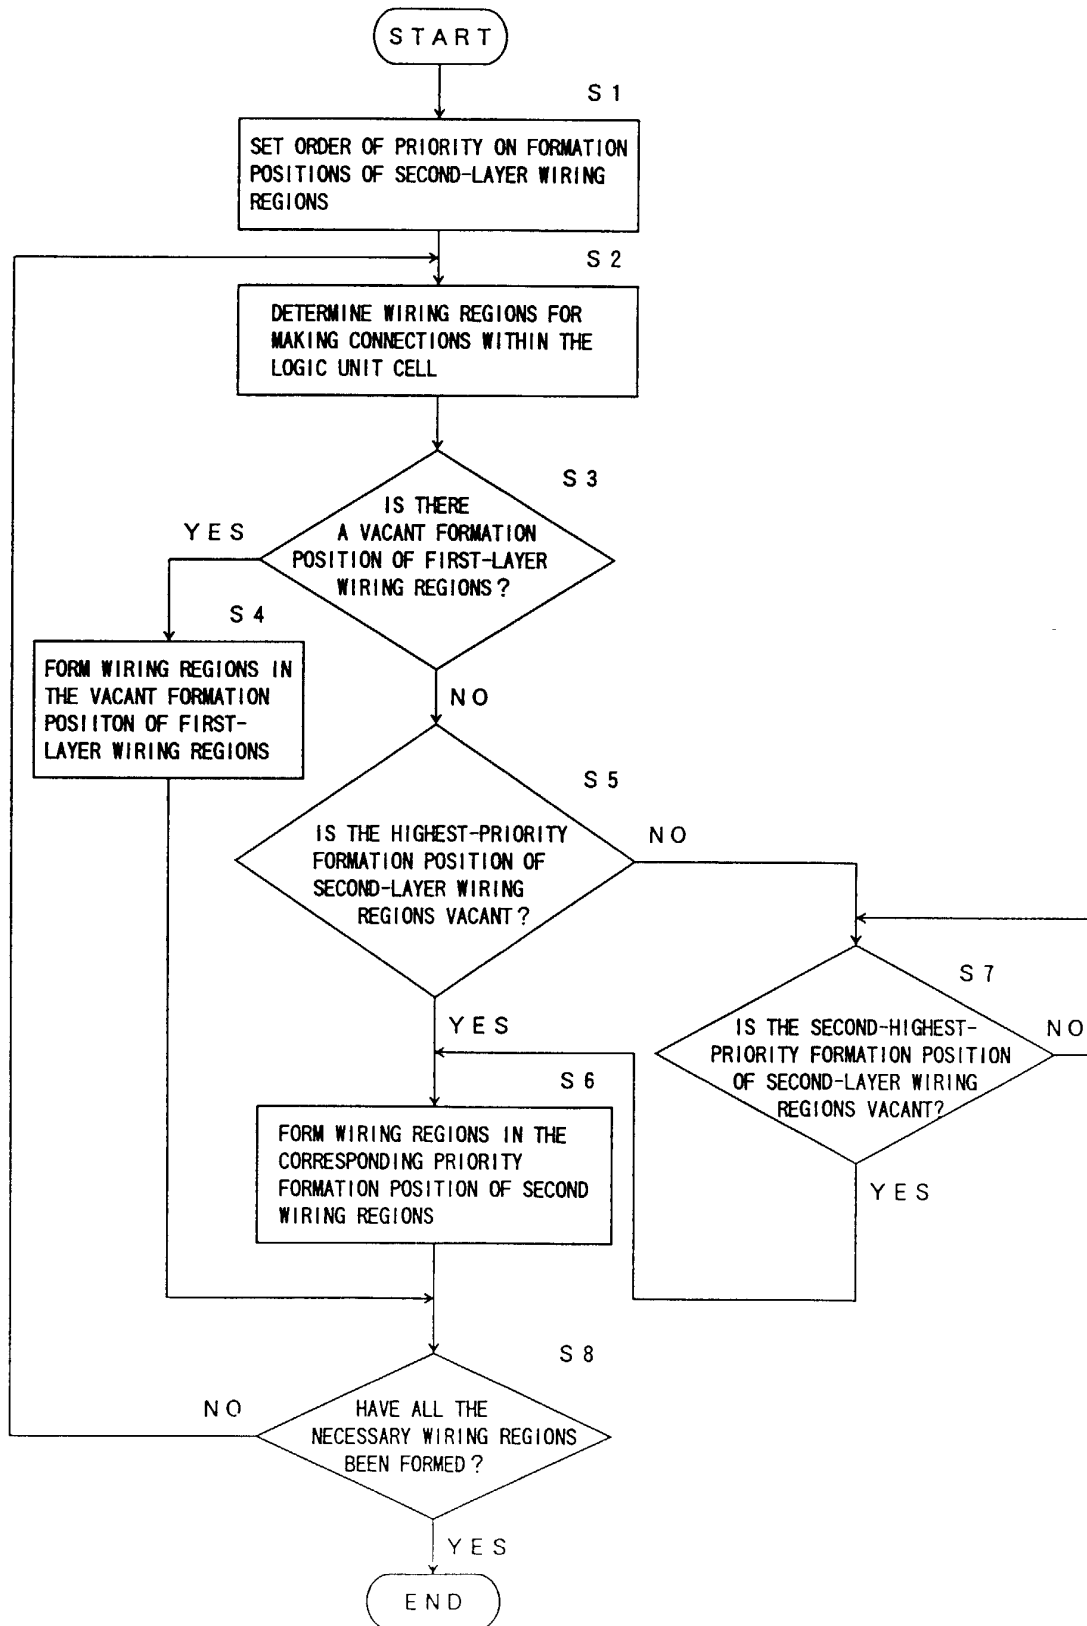 START
S1
SET ORDER OF PRIORITY ON FORMATION
POSITIONS OF SECOND-LAYER WIRING
REGIONS
S2
DETERMINE WIRING REGIONS FOR
MAKING CONNECTIONS WITHIN THE
LOGIC UNIT CELL
S3
IS THERE
A VACANT FORMATION
POSITION OF FIRST-LAYER
WIRING REGIONS?
YES
NO
S4
FORM WIRING REGIONS IN
THE VACANT FORMATION
POSIITON OF FIRST-
LAYER WIRING REGIONS
S5
IS THE HIGHEST-PRIORITY
FORMATION POSITION OF
SECOND-LAYER WIRING
REGIONS VACANT?
NO
YES
S7
IS THE SECOND-HIGHEST-
PRIORITY FORMATION POSITION
OF SECOND-LAYER WIRING
REGIONS VACANT?
NO
YES
S6
FORM WIRING REGIONS IN THE
CORRESPONDING PRIORITY
FORMATION POSITION OF SECOND
WIRING REGIONS
S8
HAVE ALL THE
NECESSARY WIRING REGIONS
BEEN FORMED?
NO
YES
END